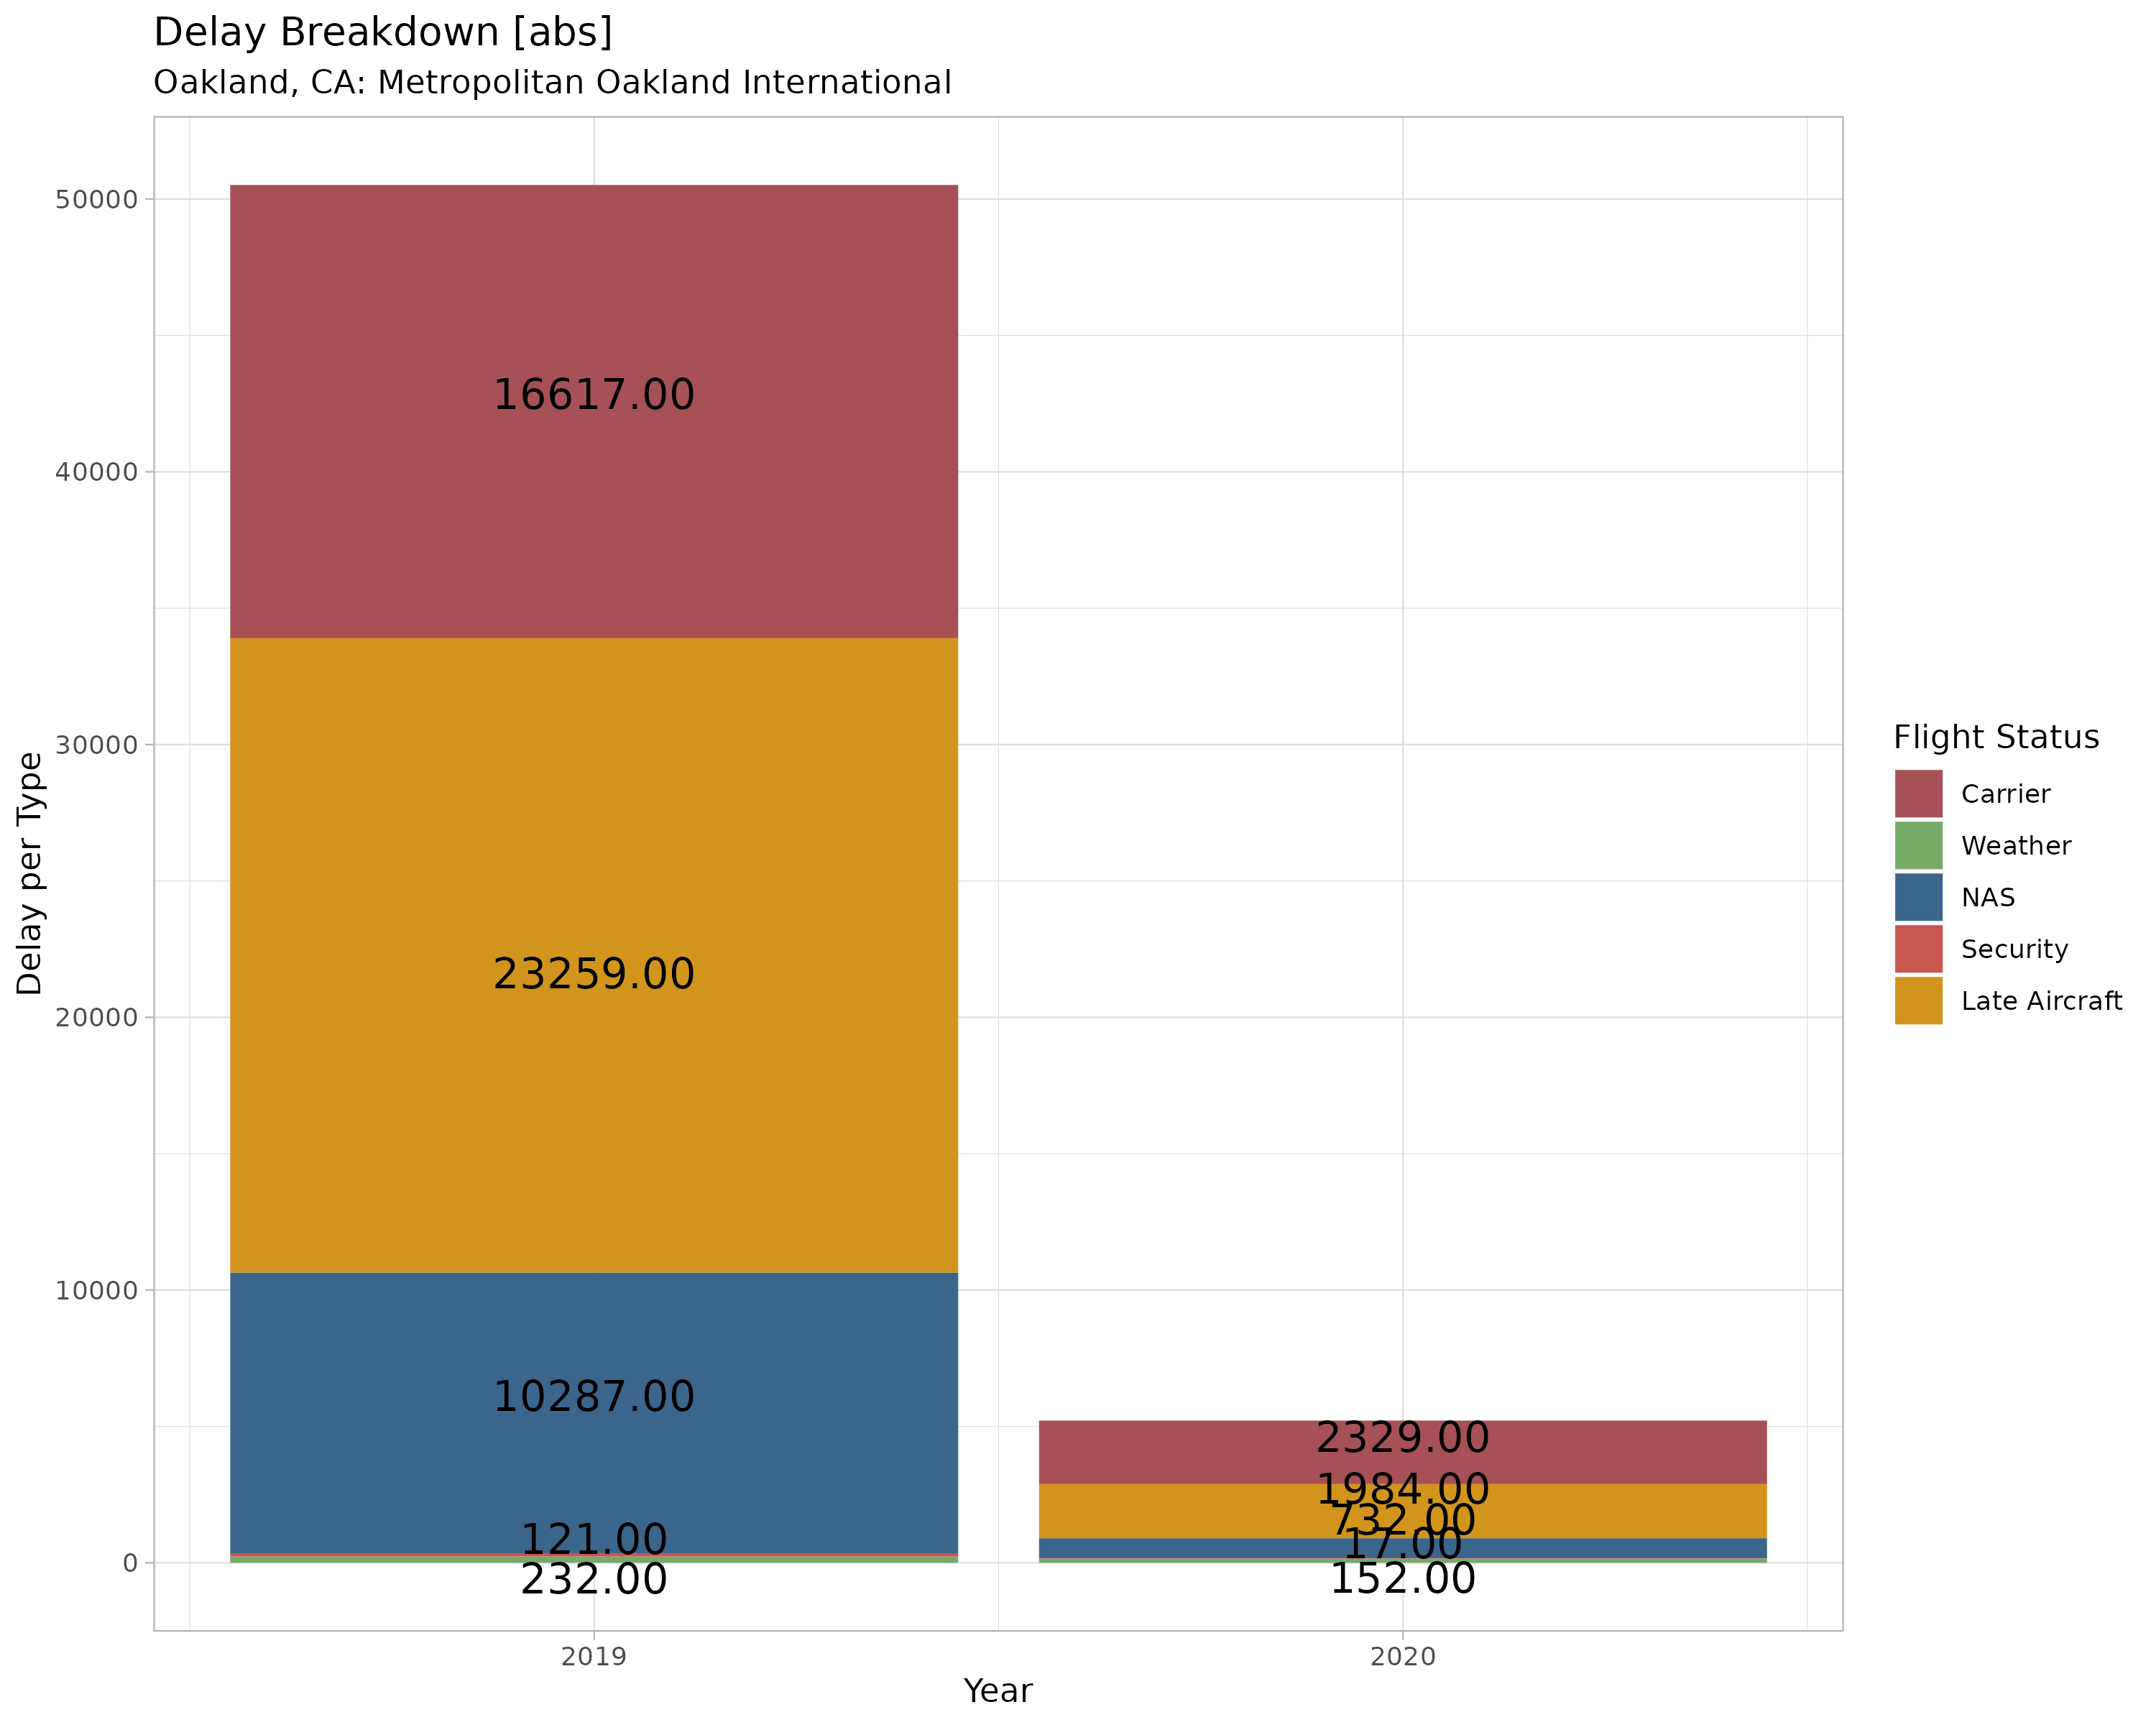 Delay Breakdown [abs]
Oakland, CA: Metropolitan Oakland International
Delay per Type
50000
40000
30000
20000
10000
0
16617.00
23259.00
10287.00
121.00
232.00
2329.00
1984.00
732.00
17.00
152.00
2019
2020
Year
Flight Status
Carrier
Weather
NAS
Security
Late Aircraft